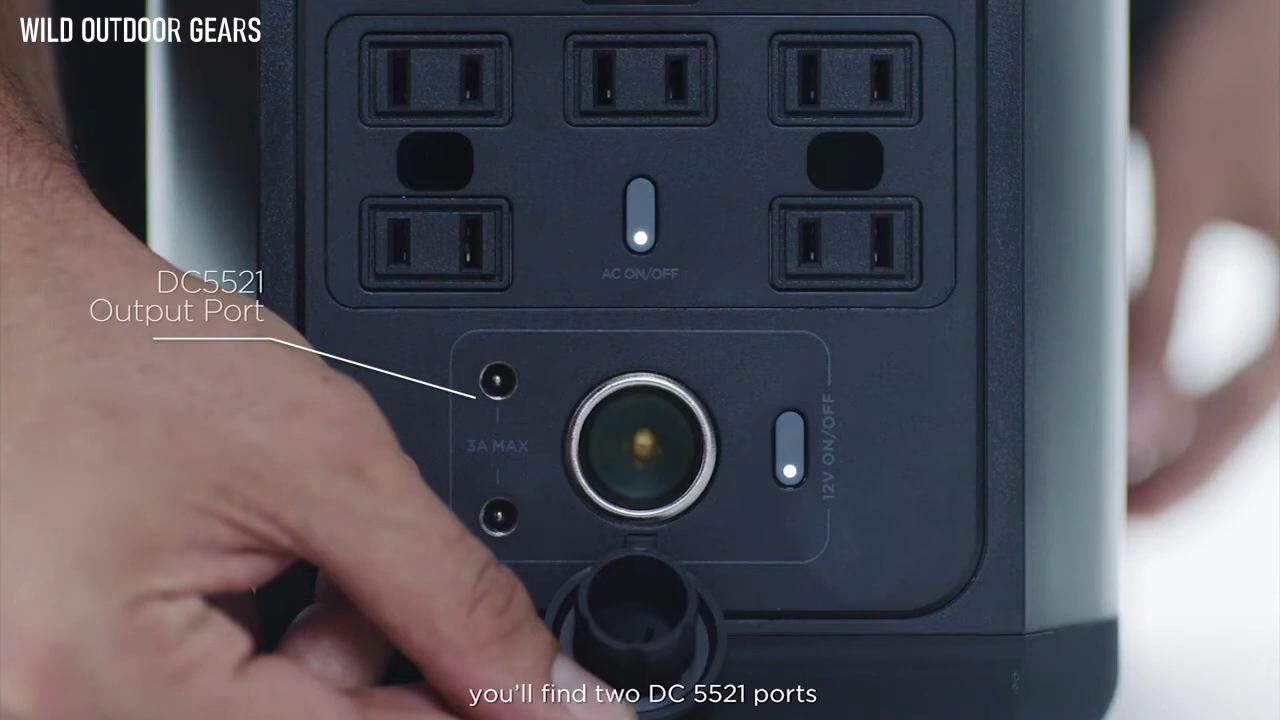 WILD OUTDOOR GEARS
AC ON/OFF
DC5521
Output Port
3A MAX
12V ON/OFF
you'll find two DC 5521 ports